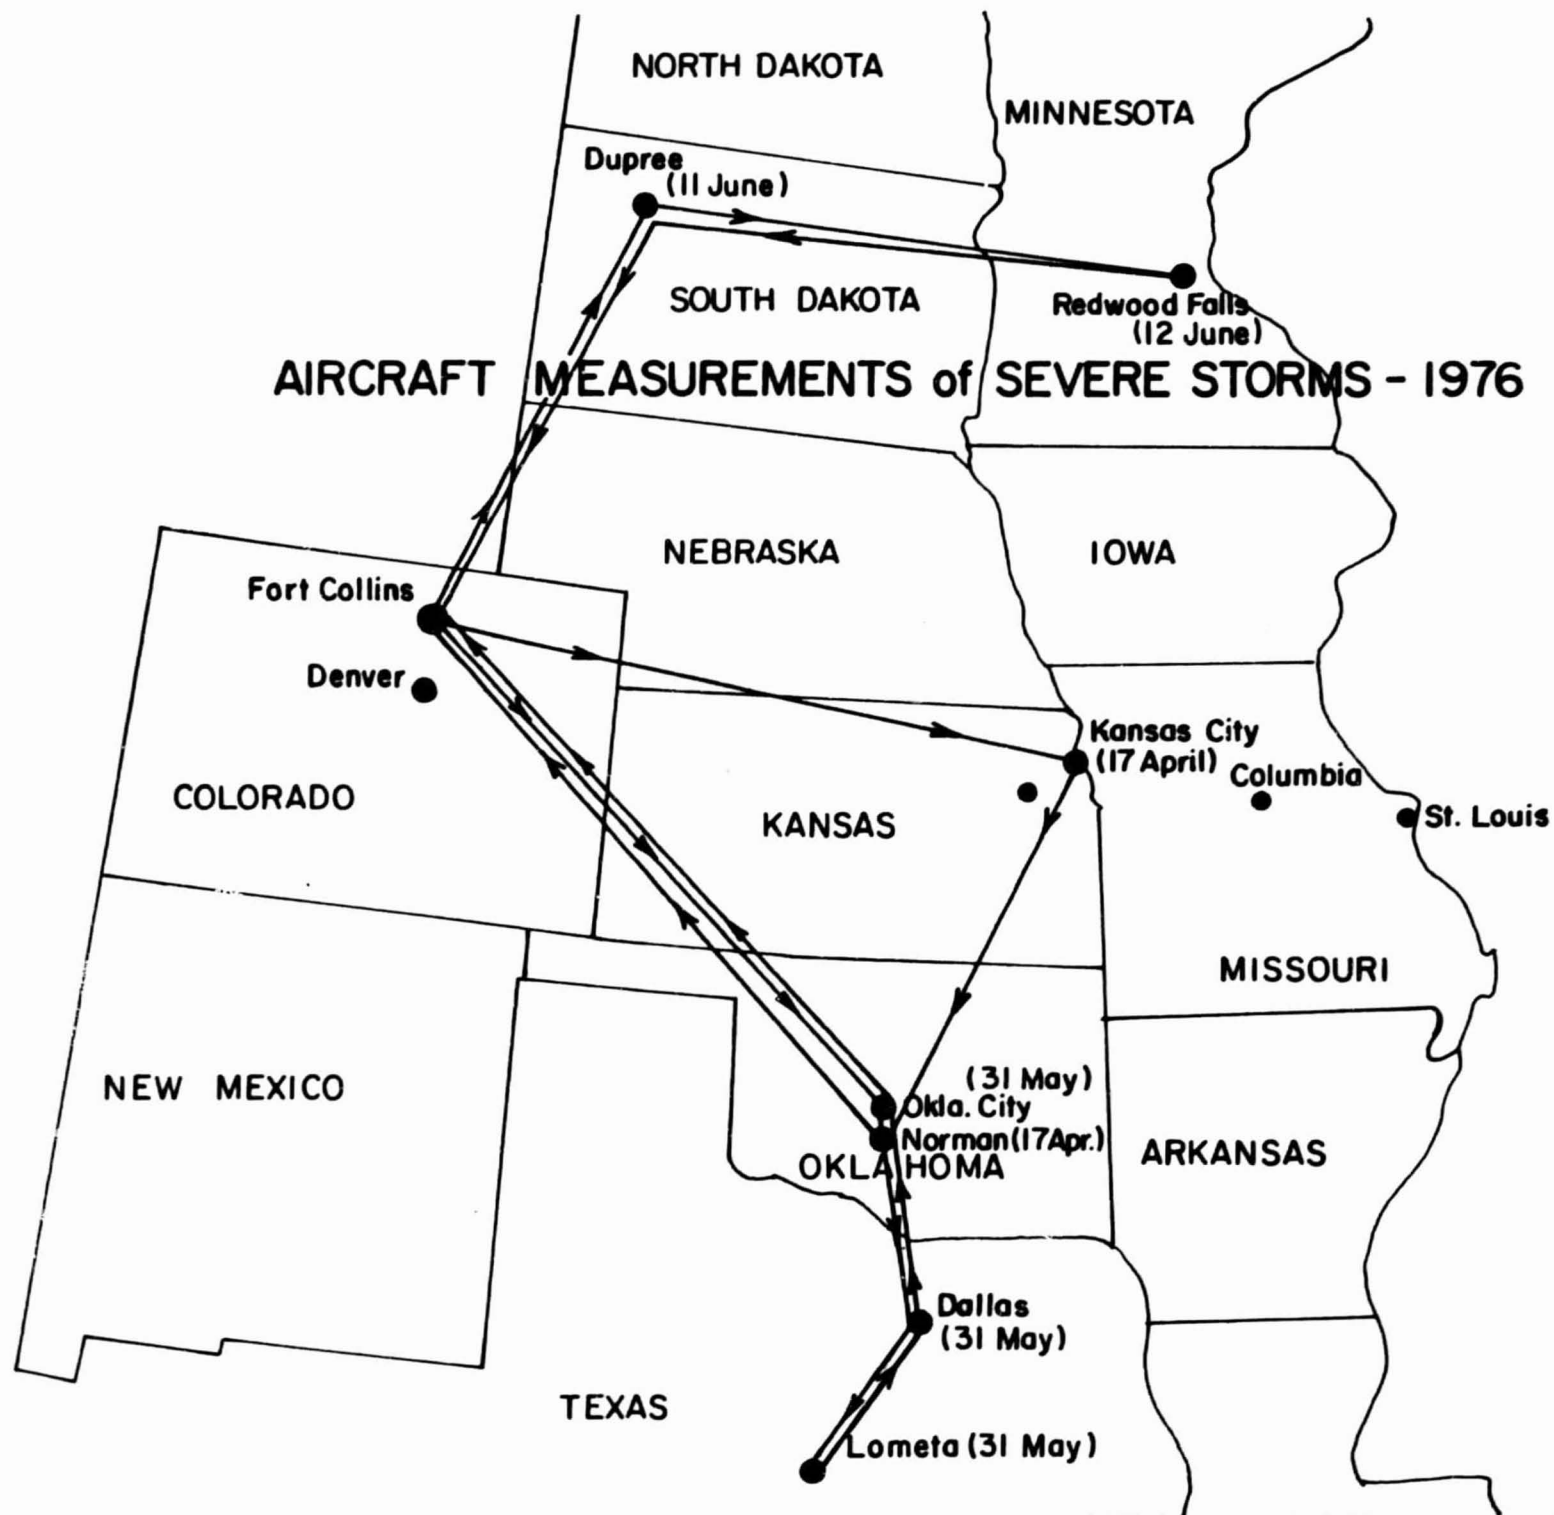 NORTH DAKOTA
MINNESOTA
Dupree
(11 June)
SOUTH DAKOTA
Redwood Falls
(12 June)
AIRCRAFT MEASUREMENTS of SEVERE STORMS - 1976
NEBRASKA
IOWA
Fort Collins
Denver
Kansas City
(17 April)
Columbia
COLORADO
KANSAS
St. Louis
MISSOURI
NEW MEXICO
(31 May)
Okla. City
Norman (17 Apr.)
OKLAHOMA
ARKANSAS
Dallas
(31 May)
TEXAS
Lometa (31 May)